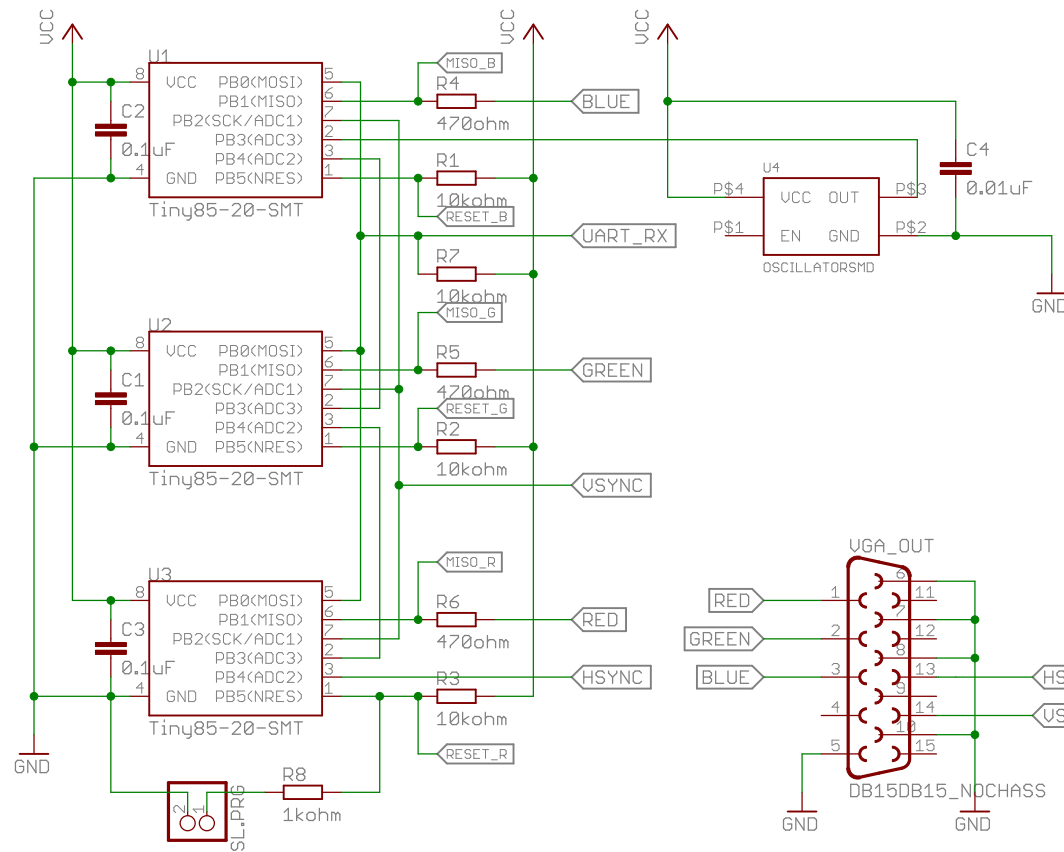 VCC
VCC
VCC
U1
8
VCC
PB0(MOSI)
5
PB1(MISO)
6
PB2(SCK/ADC1)
7
PB3(ADC3)
2
PB4(ADC2)
3
4
GND
PB5(NRES)
1
Tiny85-20-SMT
C2
0.1uF
MISO_B
R4
470ohm
BLUE
R1
10kohm
RESET_B
UART_RX
R7
10kohm
MISO_G
U4
P$4
VCC
OUT
P$3
P$1
EN
GND
P$2
OSCILLATORSMD
C4
0.01uF
GND
U2
8
VCC
PB0(MOSI)
5
PB1(MISO)
6
PB2(SCK/ADC1)
7
PB3(ADC3)
2
PB4(ADC2)
3
4
GND
PB5(NRES)
1
Tiny85-20-SMT
C1
0.1uF
R5
470ohm
GREEN
RESET_G
R2
10kohm
VSYNC
U3
8
VCC
PB0(MOSI)
5
PB1(MISO)
6
PB2(SCK/ADC1)
7
PB3(ADC3)
2
PB4(ADC2)
3
4
GND
PB5(NRES)
1
Tiny85-20-SMT
C3
0.1uF
MISO_R
R6
470ohm
RED
HSYNC
R3
10kohm
RESET_R
GND
R8
1kohm
2
1
SL.PRG
VGA_OUT
RED
1
6
11
GREEN
2
7
12
BLUE
3
8
13
HS
4
9
14
VS
5
10
15
DB15DB15_NOCHASS
GND
GND